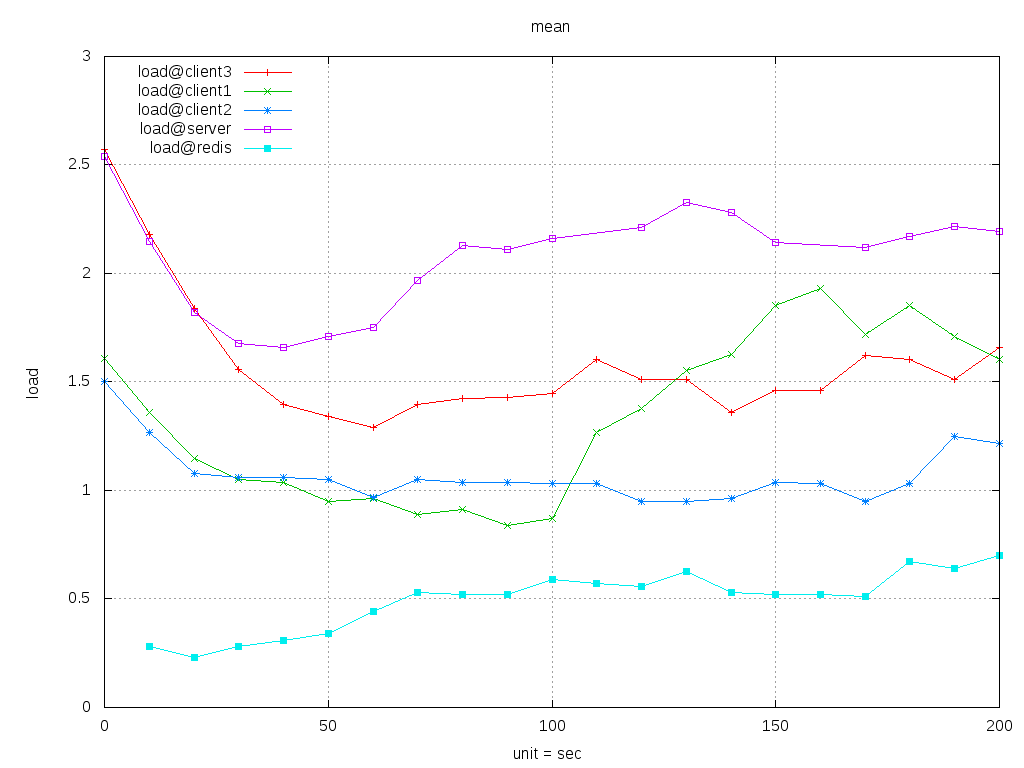 mean
3
load@client3
load@client1
load@client2
load@server
load@redis
2.5
2
1.5
load
1
0.5
0
0 50 100 150 200
unit = sec